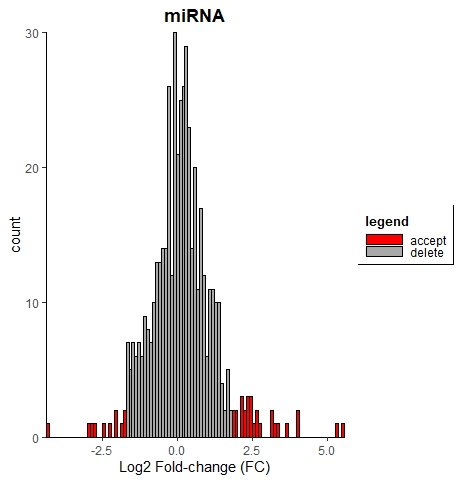 miRNA
30
20
10
0
count
-2.5
0.0
2.5
5.0
Log2 Fold-change (FC)
legend
accept
delete